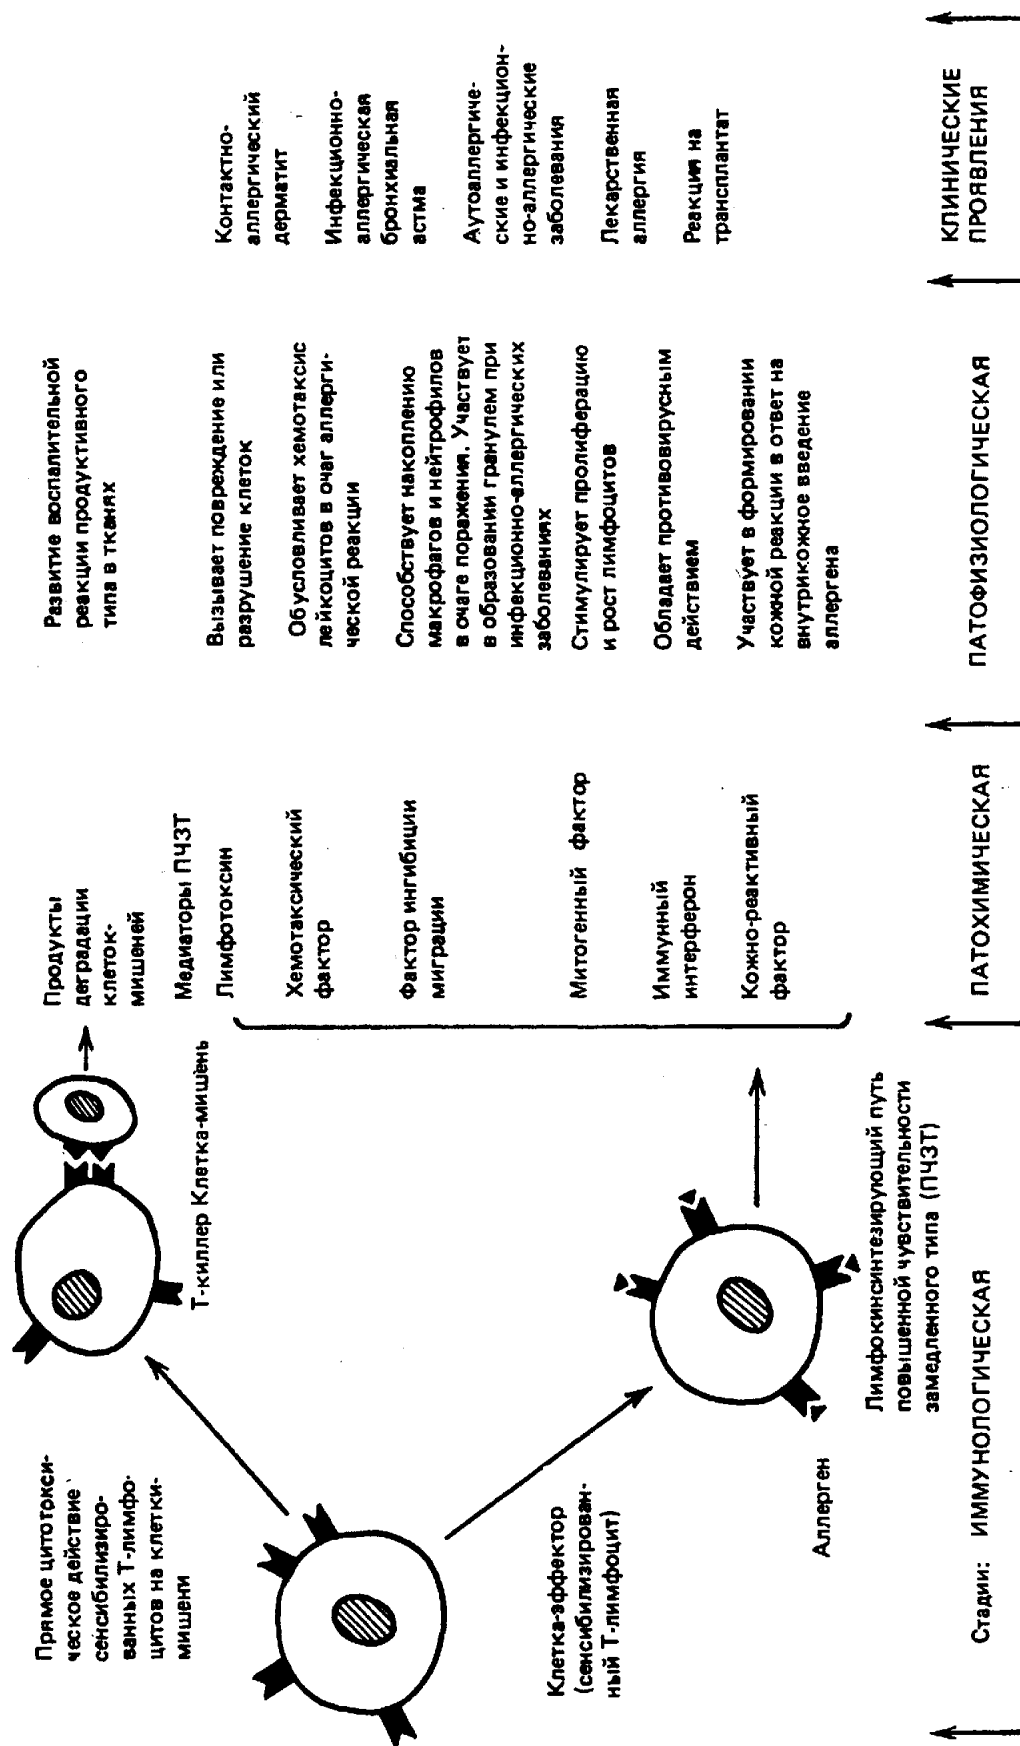 Прямое цитотокси-
ческое действие
сенсибилизиро-
ванных Т-лимфо-
цитов на клетки-
мишени
Т-киллер Клетка-мишень
Клетка-эффектор
(сенсибилизирован-
ный Т-лимфоцит)
Аллерген
Лимфокинсинтезирующий путь
повышенной чувствительности
замедленного типа (ПЧЗТ)
Продукты
деградации
клеток-
мишеней
Медиаторы ПЧЗТ
Лимфотоксин
Хемотаксический
фактор
Фактор ингибиции
миграции
Митогенный фактор
Иммунный
интерферон
Кожно-реактивный
фактор
Развитие воспалительной
реакции продуктивного
типа в тканях
Вызывает повреждение или
разрушение клеток
Обусловливает хемотаксис
лейкоцитов в очаг аллерги-
ческой реакции
Способствует накоплению
макрофагов и нейтрофилов
в очаге поражения. Участвует
в образовании гранулем при
инфекционно-аллергических
заболеваниях
Стимулирует пролиферацию
и рост лимфоцитов
Обладает противовирусным
действием
Участвует в формировании
кожной реакции в ответ на
внутрикожное введение
аллергена
Контактно-
аллергический
дерматит
Инфекционно-
аллергическая
бронхиальная
астма
Аутоаллергиче-
ские и инфекцион-
но-аллергические
заболевания
Лекарственная
аллергия
Реакция на
трансплантат
Стадии: ИММУНОЛОГИЧЕСКАЯ
ПАТОХИМИЧЕСКАЯ
ПАТОФИЗИОЛОГИЧЕСКАЯ
КЛИНИЧЕСКИЕ
ПРОЯВЛЕНИЯ